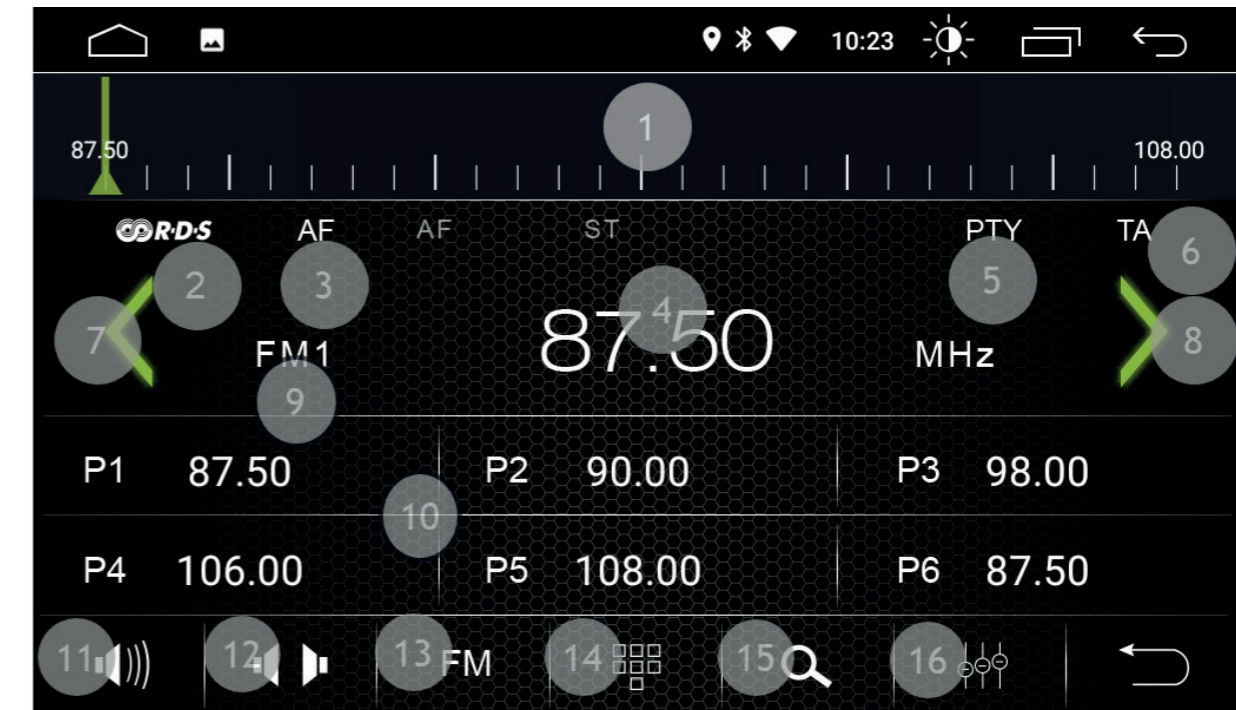 10:23
1
87.50 108.00
R·D·S AF AF ST PTY TA
2 3 4 5 6
7 FM1 87.50 MHz 8
9
P1 87.50 P2 90.00 P3 98.00
10
P4 106.00 P5 108.00 P6 87.50
11 12 13 FM 14 15 16